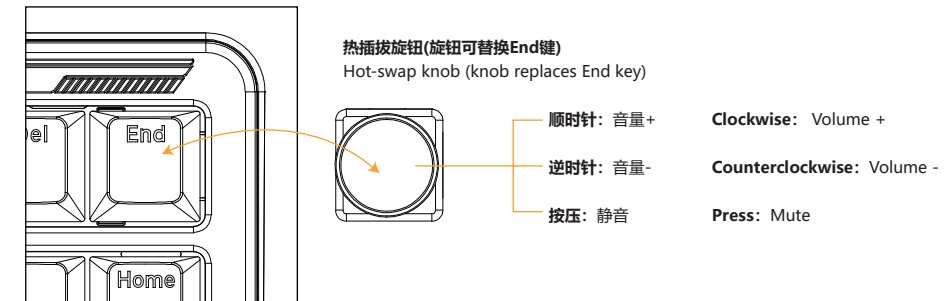 热插拔旋钮(旋钮可替换End键)
Hot-swap knob (knob replaces End key)
el
End
Home
顺时针：音量+
Clockwise： Volume +
逆时针：音量-
Counterclockwise：Volume -
按压：静音
Press：Mute